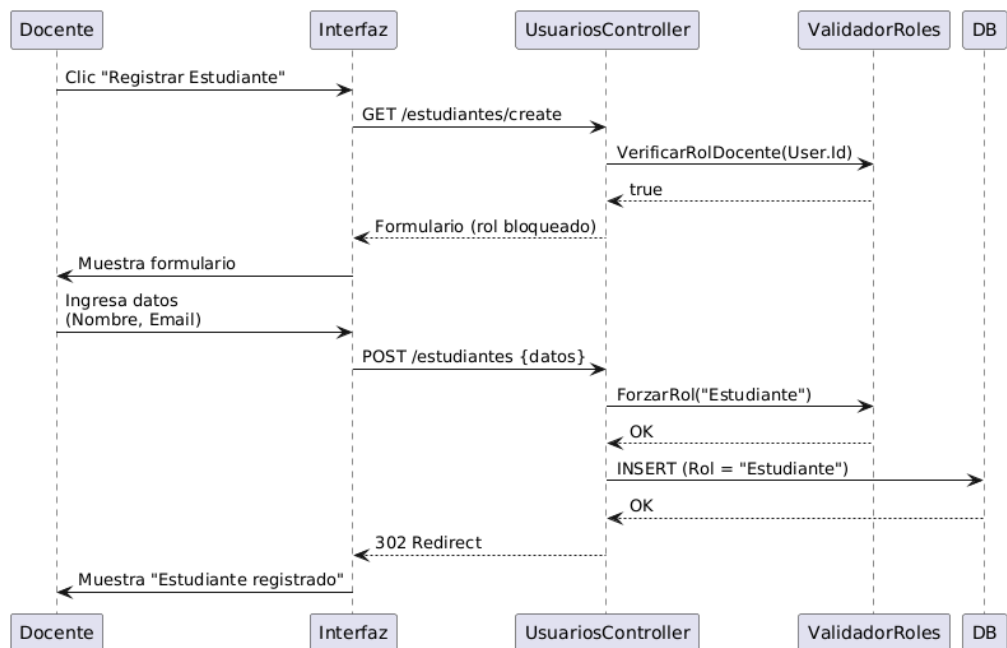 Docente
Interfaz
UsuariosController
ValidadorRoles
DB
Clic "Registrar Estudiante"
GET /estudiantes/create
VerificarRolDocente(User.Id)
true
Formulario (rol bloqueado)
Muestra formulario
Ingresa datos
(Nombre, Email)
POST /estudiantes {datos}
ForzarRol("Estudiante")
OK
INSERT (Rol = "Estudiante")
OK
302 Redirect
Muestra "Estudiante registrado"
Docente
Interfaz
UsuariosController
ValidadorRoles
DB